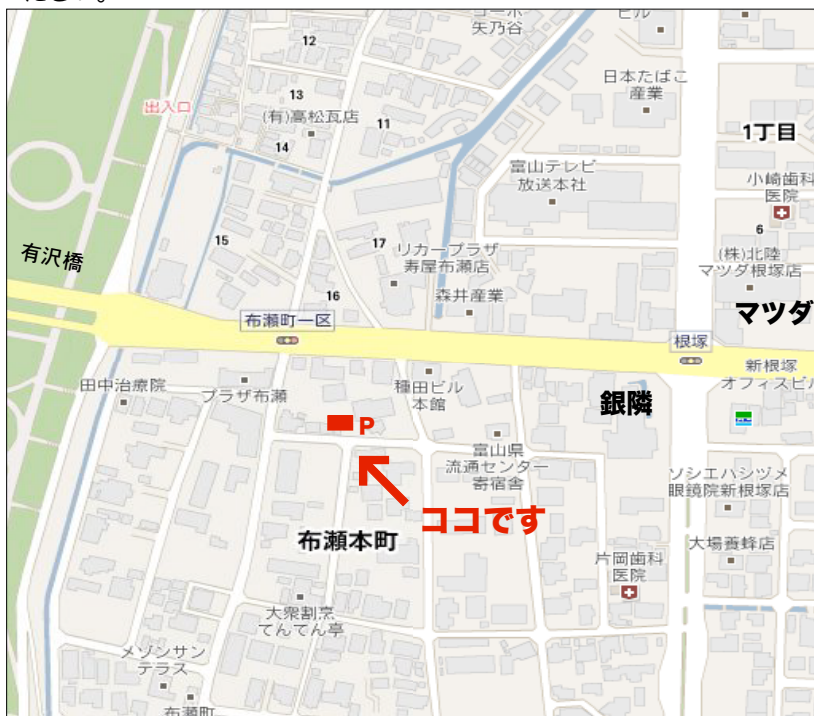 矢乃谷
ビル
12
日本たばこ
産業
13
出入口
(有)高松瓦店
11
1丁目
14
富山テレビ
放送本社
小崎歯科
医院
6
15
17
有沢橋
リカープラザ
寿屋布瀬店
(株)北陸
マツダ根塚店
16
森井産業
マツダ
布瀬町一区
根塚
新根塚
オフィスビル
田中治療院
プラザ布瀬
種田ビル
本館
銀隣
P
富山県
流通センター
寄宿舎
ソシエハシヅメ
眼鏡院新根塚店
ココです
布瀬本町
大場養蜂店
片岡歯科
医院
大衆割烹
てんてん亭
メゾンサン
テラス
布瀬町